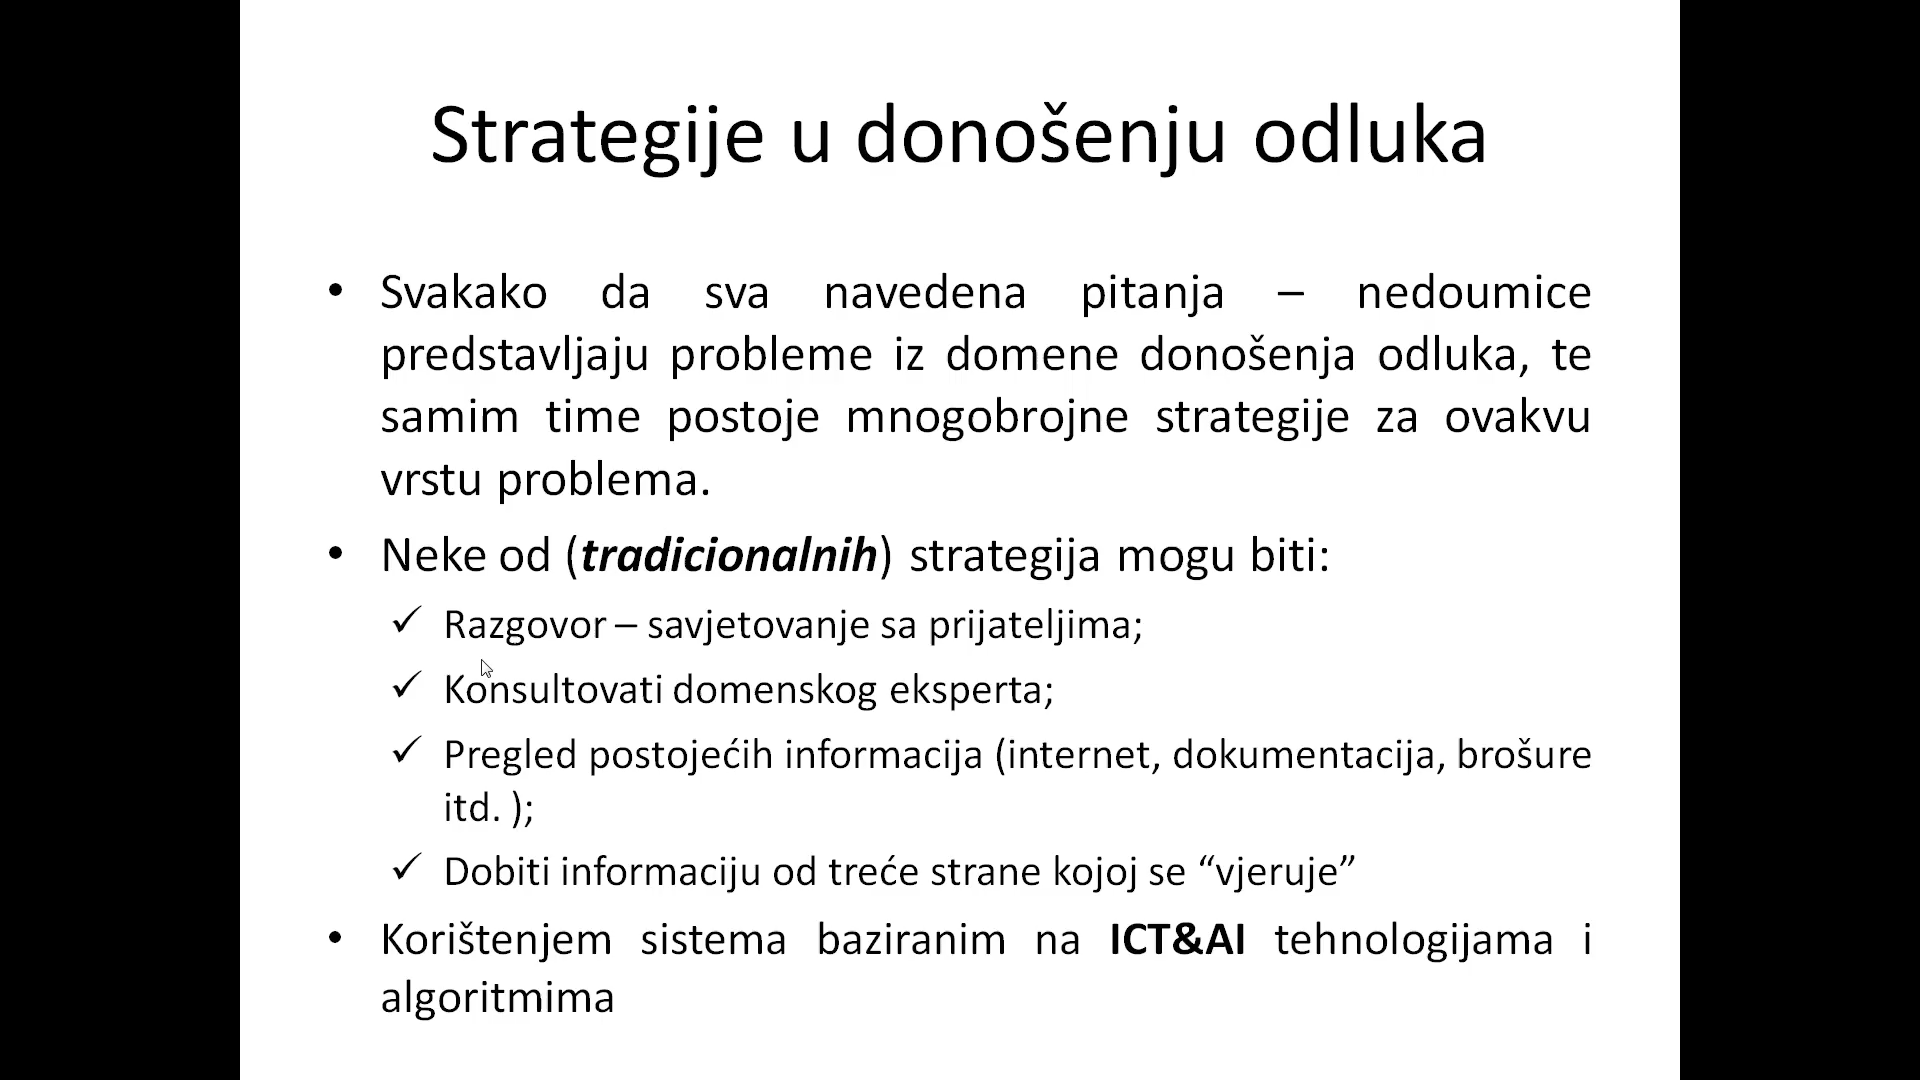 Strategije u donošenju odluka
• Svakako da sva navedena pitanja – nedoumice
predstavljaju probleme iz domene donošenja odluka, te
samim time postoje mnogobrojne strategije za ovakvu
vrstu problema.
• Neke od (tradicionalnih) strategija mogu biti:
✓ Razgovor – savjetovanje sa prijateljima;
✓ Konsultovati domenskog eksperta;
✓ Pregled postojećih informacija (internet, dokumentacija, brošure
itd. );
✓ Dobiti informaciju od treće strane kojoj se “vjeruje”
• Korištenjem sistema baziranim na ICT&AI tehnologijama i
algoritmima